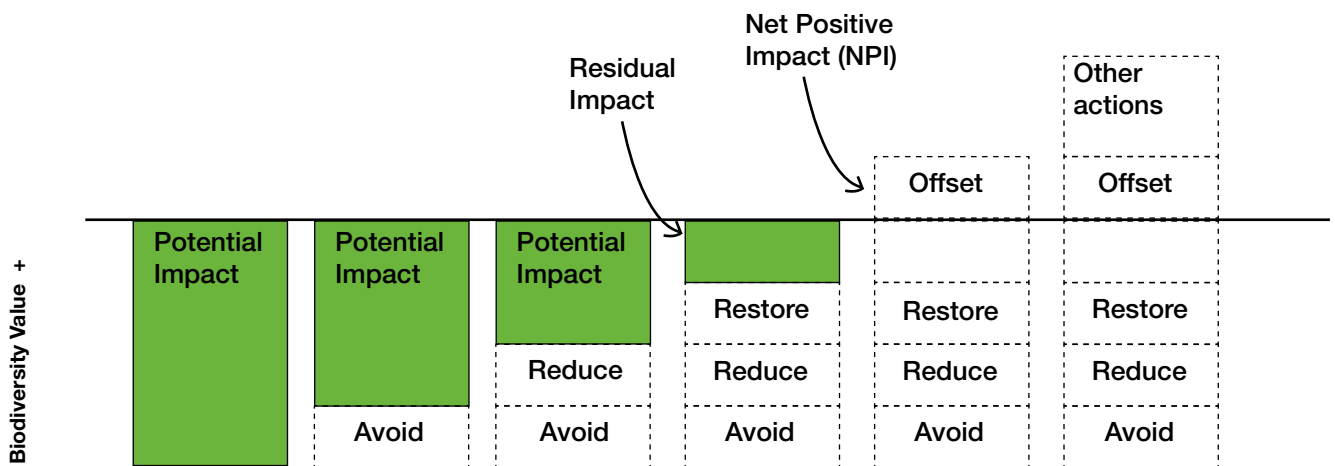 Net Positive
Impact (NPI)
Residual
Impact
Other
actions
Offset
Offset
Potential
Impact
Potential
Impact
Potential
Impact
Restore
Restore
Restore
Reduce
Reduce
Reduce
Reduce
Avoid
Avoid
Avoid
Avoid
Avoid
Biodiversity Value +